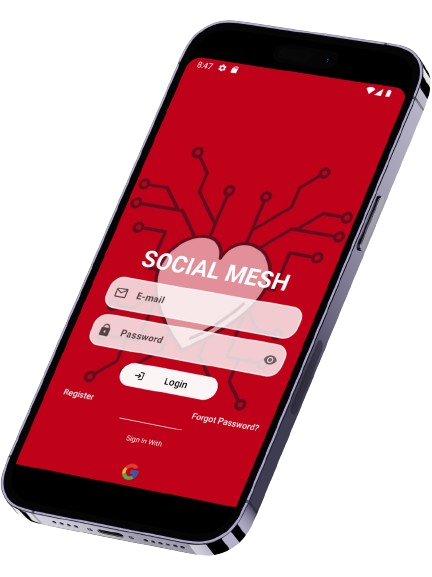 8:47
SOCIAL MESH
E-mail
Password
Login
Register
Forgot Password?
Sign In With